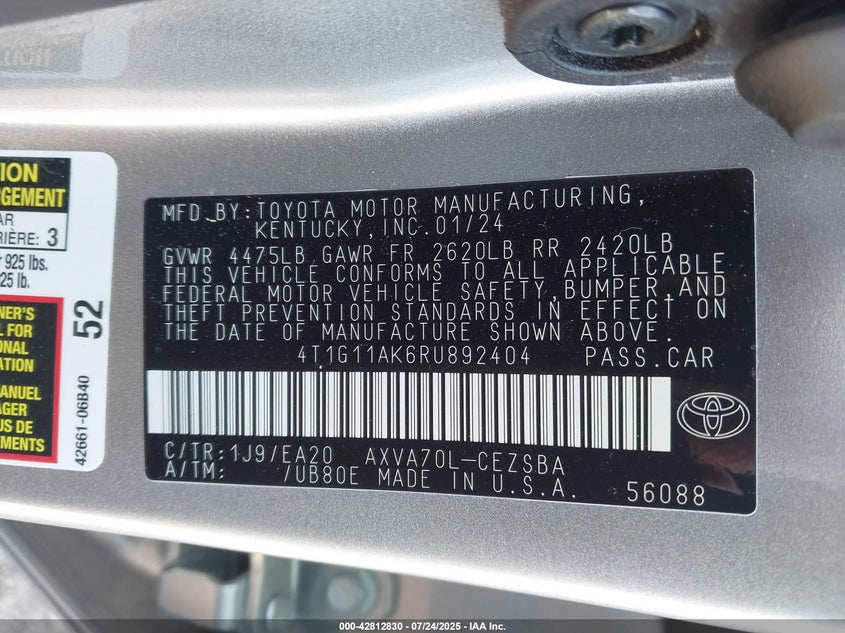 TION
RGEMENT
AR
RIÈRE: 3
925 lbs.
25 lb.
NER'S
L FOR
ONAL
ATION
ANUEL
AGER
US DE
EMENTS
52
42661-06B40
MFD BY: TOYOTA MOTOR MANUFACTURING,
KENTUCKY, INC. 01/24
GVWR 4475LB GAWR FR 2620LB RR 2420LB
THIS VEHICLE CONFORMS TO ALL APPLICABLE
FEDERAL MOTOR VEHICLE SAFETY, BUMPER, AND
THEFT PREVENTION STANDARDS IN EFFECT ON
THE DATE OF MANUFACTURE SHOWN ABOVE.
4T1G11AK6RU892404 PASS.CAR
C/TR: 1J9/EA20 AXVA70L-CEZSBA
A/TM: /UB80E MADE IN U.S.A. 56088
000-42812830 - 07/24/2025 - IAA Inc.